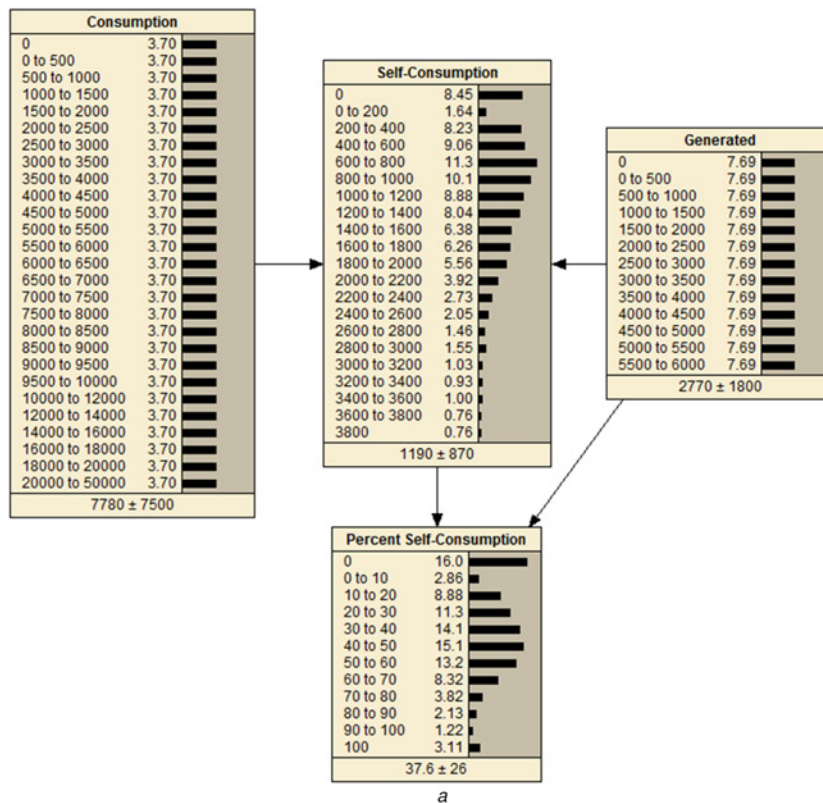 Consumption
0 3.70
0 to 500 3.70
500 to 1000 3.70
1000 to 1500 3.70
1500 to 2000 3.70
2000 to 2500 3.70
2500 to 3000 3.70
3000 to 3500 3.70
3500 to 4000 3.70
4000 to 4500 3.70
4500 to 5000 3.70
5000 to 5500 3.70
5500 to 6000 3.70
6000 to 6500 3.70
6500 to 7000 3.70
7000 to 7500 3.70
7500 to 8000 3.70
8000 to 8500 3.70
8500 to 9000 3.70
9000 to 9500 3.70
9500 to 10000 3.70
10000 to 12000 3.70
12000 to 14000 3.70
14000 to 16000 3.70
16000 to 18000 3.70
18000 to 20000 3.70
20000 to 50000 3.70
7780 ± 7500
Self-Consumption
0 8.45
0 to 200 1.64
200 to 400 8.23
400 to 600 9.06
600 to 800 11.3
800 to 1000 10.1
1000 to 1200 8.88
1200 to 1400 8.04
1400 to 1600 6.38
1600 to 1800 6.26
1800 to 2000 5.56
2000 to 2200 3.92
2200 to 2400 2.73
2400 to 2600 2.05
2600 to 2800 1.46
2800 to 3000 1.55
3000 to 3200 1.03
3200 to 3400 0.93
3400 to 3600 1.00
3600 to 3800 0.76
3800 0.76
1190 ± 870
Generated
0 7.69
0 to 500 7.69
500 to 1000 7.69
1000 to 1500 7.69
1500 to 2000 7.69
2000 to 2500 7.69
2500 to 3000 7.69
3000 to 3500 7.69
3500 to 4000 7.69
4000 to 4500 7.69
4500 to 5000 7.69
5000 to 5500 7.69
5500 to 6000 7.69
2770 ± 1800
Percent Self-Consumption
0 16.0
0 to 10 2.86
10 to 20 8.88
20 to 30 11.3
30 to 40 14.1
40 to 50 15.1
50 to 60 13.2
60 to 70 8.32
70 to 80 3.82
80 to 90 2.13
90 to 100 1.22
100 3.11
37.6 ± 26
a